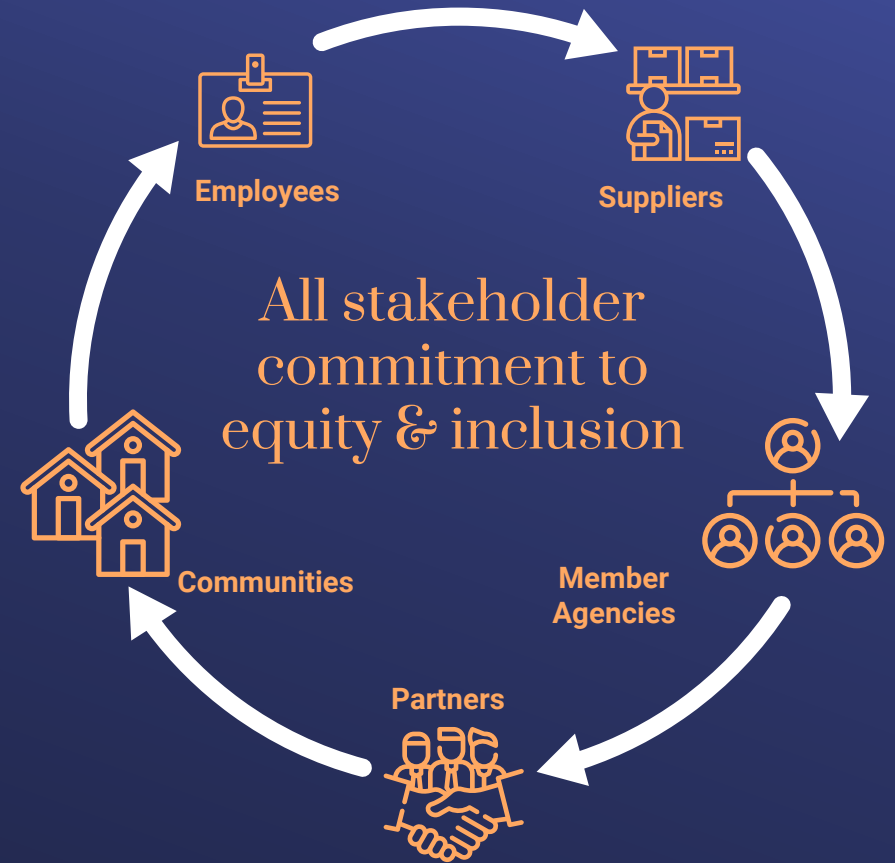 Employees
Suppliers
All stakeholder
commitment to
equity & inclusion
Communities
Member
Agencies
Partners